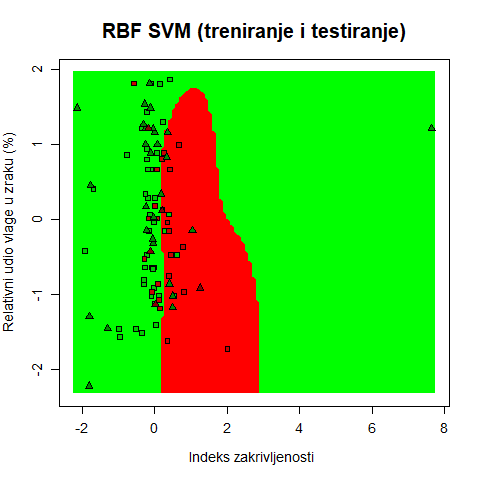 RBF SVM (treniranje i testiranje)
Relativni udio vlage u zraku (%)
2
1
0
-1
-2
-2 0 2 4 6 8
Indeks zakrivljenosti